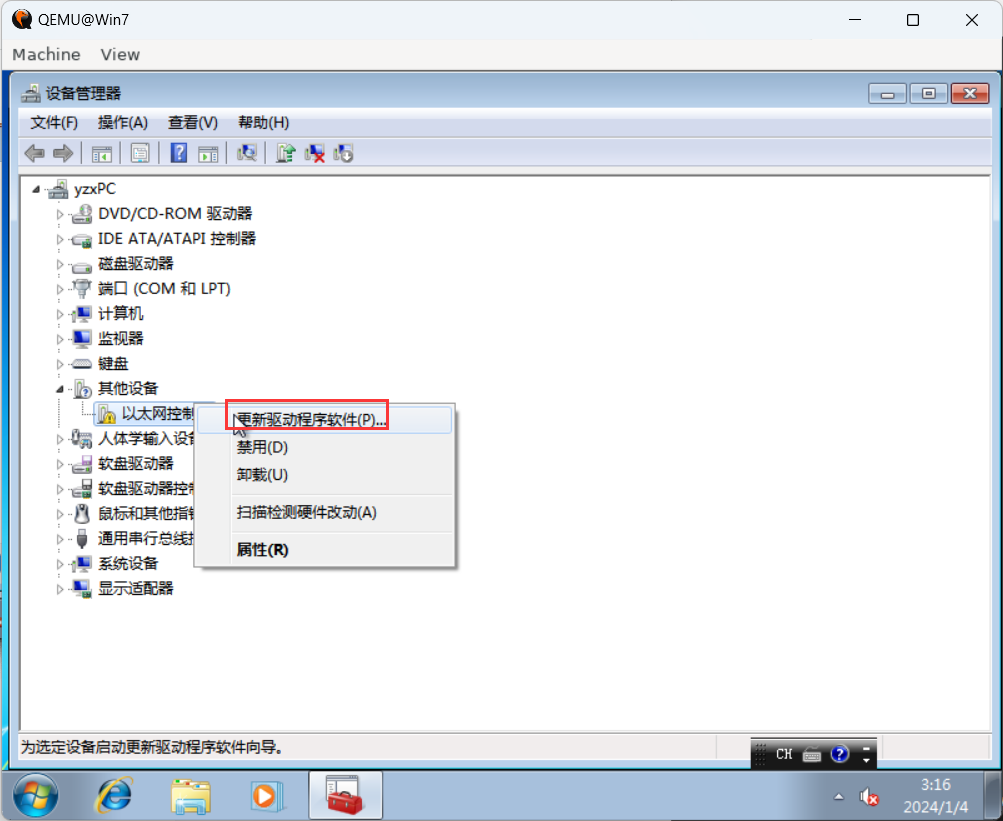 QEMU@Win7
Machine View
设备管理器
文件(F) 操作(A) 查看(V) 帮助(H)
yzxPC
DVD/CD-ROM 驱动器
IDE ATA/ATAPI 控制器
磁盘驱动器
端口 (COM 和 LPT)
计算机
监视器
键盘
其他设备
以太网控制
更新驱动程序软件(P)...
禁用(D)
卸载(U)
扫描检测硬件改动(A)
属性(R)
人体学输入设备
软盘驱动器
软盘驱动器控制
鼠标和其他指针
通用串行总线控
系统设备
显示适配器
为选定设备启动更新驱动程序软件向导。
CH
3:16
2024/1/4